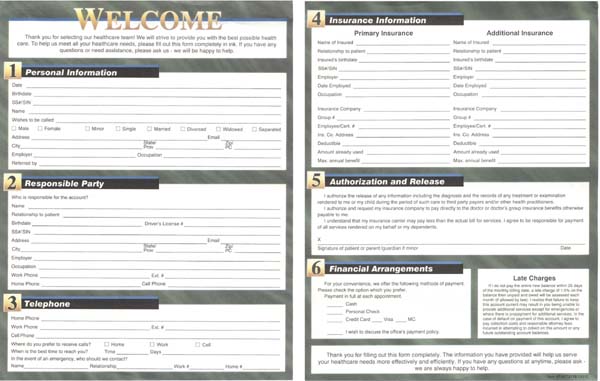 WELCOME
Thank you for selecting our healthcare team! We will strive to provide you with the best possible health
care. To help us meet all your healthcare needs, please fill out this form completely in ink. If you have any
questions or need assistance, please ask - we will be happy to help.
1 Personal Information
Date
Birthdate
SS#/SIN
Name
Wishes to be called
Male Female Minor Single Married Divorced Widowed Separated
Address Email
City State/Prov. Zip/PC
Employer Occupation
Referred by
2 Responsible Party
Who is responsible for the account?
Name
Relationship to patient
Birthdate Driver's License #
SS#/SIN
Address Email
City State/Prov. Zip/PC
Employer
Occupation
Work Phone Ext. #
Home Phone Cell Phone
3 Telephone
Home Phone
Work Phone Ext. #
Cell Phone
Where do you prefer to receive calls? Home Work Cell
When is the best time to reach you? Time Days
In the event of an emergency, who should we contact?
Name Relationship Work # Home #
4 Insurance Information
Primary Insurance Additional Insurance
Name of Insured Name of Insured
Relationship to patient Relationship to patient
Insured's birthdate Insured's birthdate
SS#/SIN SS#/SIN
Employer Employer
Date Employed Date Employed
Occupation Occupation
Insurance Company Insurance Company
Group # Group #
Employee/Cert. # Employee/Cert. #
Ins. Co. Address Ins. Co. Address
Deductible Deductible
Amount already used Amount already used
Max. annual benefit Max. annual benefit
5 Authorization and Release
I authorize the release of any information including the diagnosis and the records of any treatment or examination
rendered to me or my child during the period of such care to third party payors and/or other health practitioners.
I authorize and request my insurance company to pay directly to the doctor or doctor's group insurance benefits otherwise
payable to me.
I understand that my insurance carrier may pay less than the actual bill for services. I agree to be responsible for payment
of all services rendered on my behalf or my dependents.
X
Signature of patient or parent/guardian if minor Date
6 Financial Arrangements
For your convenience, we offer the following methods of payment.
Please check the option which you prefer.
Payment in full at each appointment.
Cash
Personal Check
Credit Card Visa MC
I wish to discuss the office's payment policy.
Late Charges
If I do not pay the entire new balance within 25 days
of the monthly billing date, a late charge of 1.5% on the
balance then unpaid and owed will be assessed each
month (if allowed by law). I realize that failure to keep
this account current may result in you being unable to
provide additional services except for emergencies or
where there is prepayment for additional services. In the
case of default on payment of this account, I agree to
pay collection costs and reasonable attorney fees
incurred in attempting to collect on this amount or any
future outstanding account balances.
Thank you for filling out this form completely. The information you have provided will help us serve
your healthcare needs more effectively and efficiently. If you have any questions at anytime, please ask -
we are always happy to help.